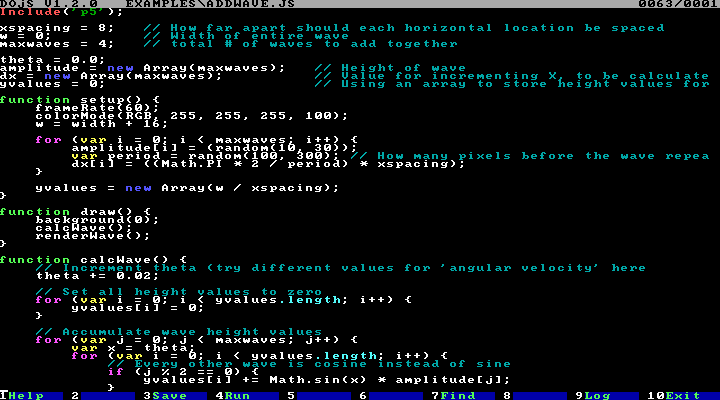 DOjS V1.2.0    EXAMPLES\ADDWAVE.JS    0063/0001
Include('p5');
xspacing = 8;    // How far apart should each horizontal location be spaced
w = 0;           // Width of entire wave
maxwaves = 4;    // total # of waves to add together
theta = 0.0;
amplitude = new Array(maxwaves);    // Height of wave
dx = new Array(maxwaves);           // Value for incrementing X, to be calculate
yvalues = 0;                        // Using an array to store height values for
function setup() {
    frameRate(60);
    colorMode(RGB, 255, 255, 255, 100);
    w = width + 16;
    for (var i = 0; i < maxwaves; i++) {
        amplitude[i] = (random(10, 30));
        var period = random(100, 300); // How many pixels before the wave repea
        dx[i] = ((Math.PI * 2 / period) * xspacing);
    }
    yvalues = new Array(w / xspacing);
}
function draw() {
    background(0);
    calcWave();
    renderWave();
}
function calcWave() {
    // Increment theta (try different values for 'angular velocity' here
    theta += 0.02;
    // Set all height values to zero
    for (var i = 0; i < yvalues.length; i++) {
        yvalues[i] = 0;
    }
    // Accumulate wave height values
    for (var j = 0; j < maxwaves; j++) {
        var x = theta;
        for (var i = 0; i < yvalues.length; i++) {
            // Every other wave is cosine instead of sine
            if (j % 2 == 0) {
                yvalues[i] += Math.sin(x) * amplitude[j];
            }
1Help   2       3Save   4Run    5       6       7Find   8       9Log    10Exit